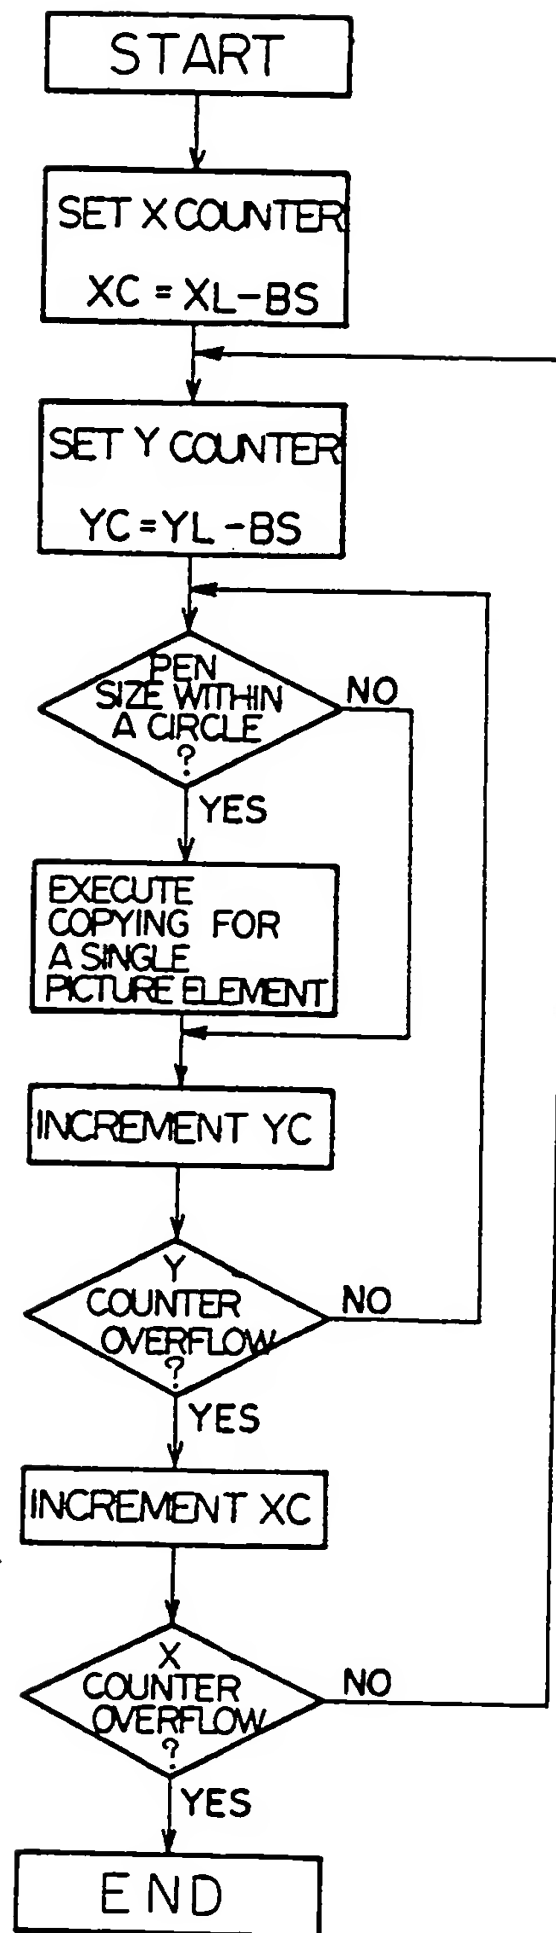 START
SET X COUNTER
XC = XL-BS
SET Y COUNTER
YC=YL-BS
PEN
SIZE WITHIN
A CIRCLE
?
NO
YES
EXECUTE
COPYING FOR
A SINGLE
PICTURE ELEMENT
INCREMENT YC
Y
COUNTER
OVERFLOW
?
NO
YES
INCREMENT XC
X
COUNTER
OVERFLOW
?
NO
YES
END